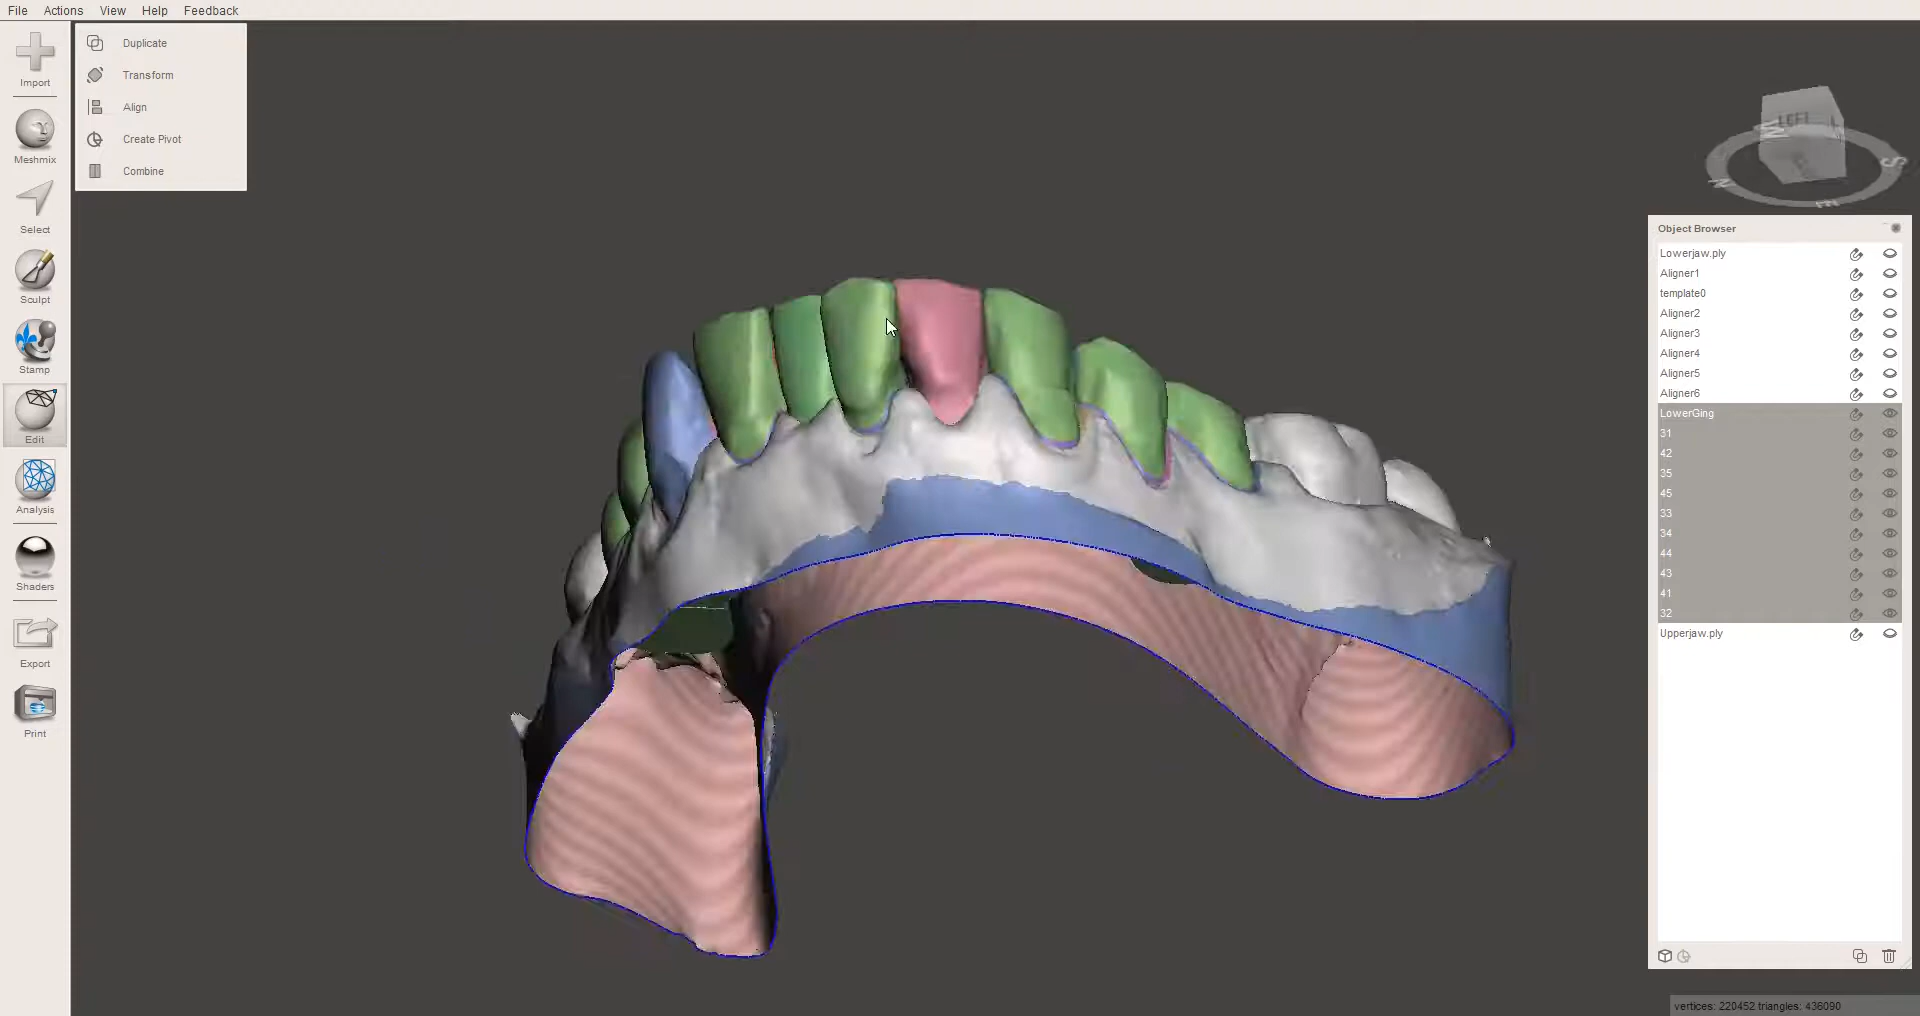 File Actions View Help Feedback
Import
Meshmix
Select
Sculpt
Stamp
Edit
Analysis
Shaders
Export
Print
Duplicate
Transform
Align
Create Pivot
Combine
LEFT
W
S
N
E
Object Browser
Lowerjaw.ply
Aligner1
template0
Aligner2
Aligner3
Aligner4
Aligner5
Aligner6
LowerGing
31
42
35
45
33
34
44
43
41
32
Upperjaw.ply
vertices: 220452 triangles: 436090